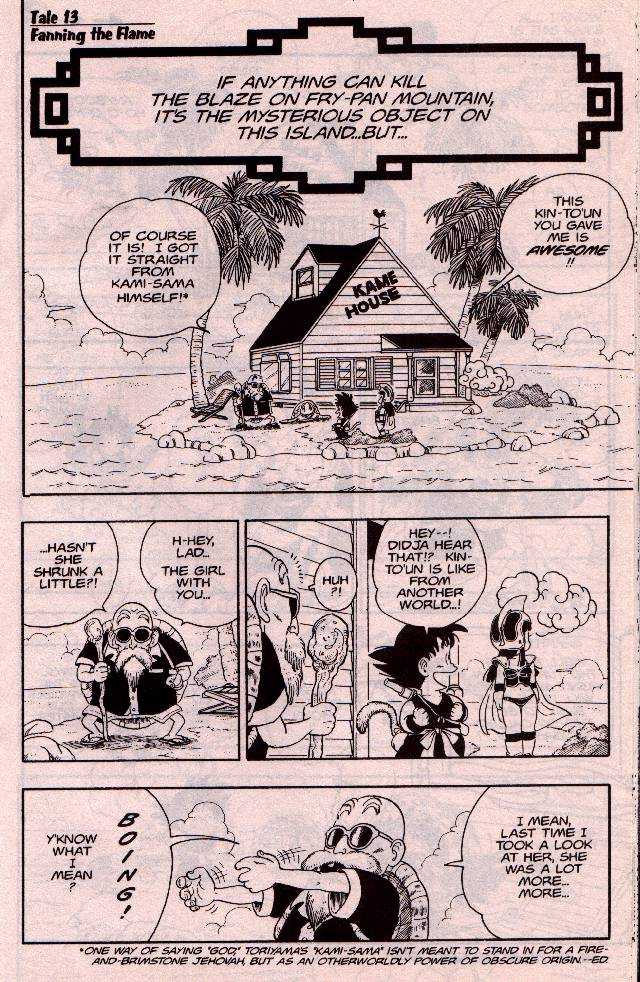 Tale 13
Fanning the Flame
IF ANYTHING CAN KILL
THE BLAZE ON FRY-PAN MOUNTAIN,
IT'S THE MYSTERIOUS OBJECT ON
THIS ISLAND...BUT...
THIS
KIN-TO'UN
YOU GAVE
ME IS
AWESOME
!!
OF COURSE
IT IS! I GOT
IT STRAIGHT
FROM
KAMI-SAMA
HIMSELF!*
KAME
HOUSE
HEY--!
DIDJA HEAR
THAT!? KIN-
TO'UN IS LIKE
FROM
ANOTHER
WORLD..!
HUH
?!
H-HEY,
LAD..
THE GIRL
WITH
YOU...
...HASN'T
SHE
SHRUNK A
LITTLE?!
I MEAN,
LAST TIME I
TOOK A LOOK
AT HER, SHE
WAS A LOT
MORE...
MORE...
BOING!
Y'KNOW
WHAT
I
MEAN
?
*ONE WAY OF SAYING "GOD," TORIYAMA'S "KAMI-SAMA" ISN'T MEANT TO STAND IN FOR A FIRE-
AND-BRIMSTONE JEHOVAH, BUT AS AN OTHERWORLDLY POWER OF OBSCURE ORIGIN.--ED.